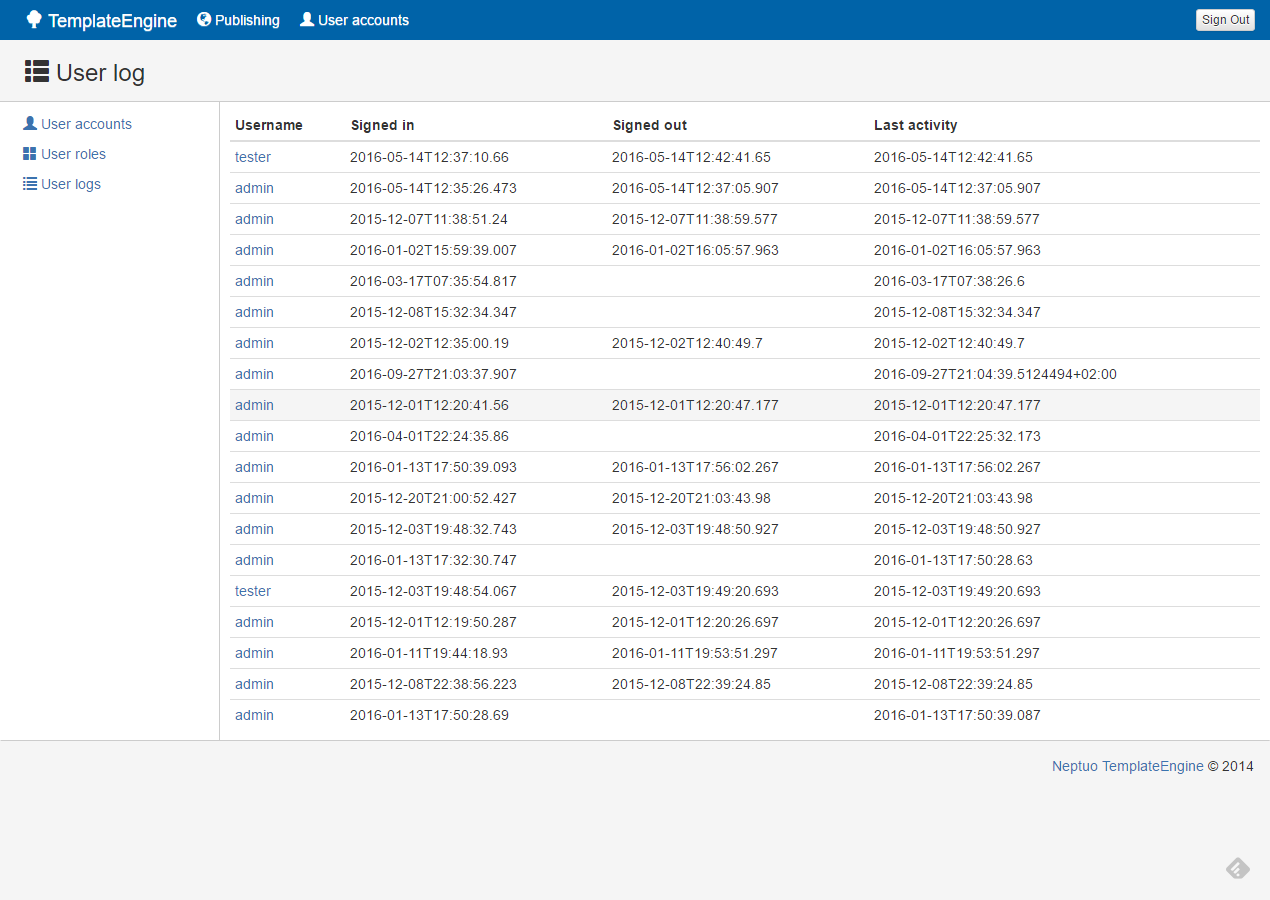 TemplateEngine Publishing User accounts Sign Out
User log
User accounts
User roles
User logs
Username Signed in Signed out Last activity
tester 2016-05-14T12:37:10.66 2016-05-14T12:42:41.65 2016-05-14T12:42:41.65
admin 2016-05-14T12:35:26.473 2016-05-14T12:37:05.907 2016-05-14T12:37:05.907
admin 2015-12-07T11:38:51.24 2015-12-07T11:38:59.577 2015-12-07T11:38:59.577
admin 2016-01-02T15:59:39.007 2016-01-02T16:05:57.963 2016-01-02T16:05:57.963
admin 2016-03-17T07:35:54.817 2016-03-17T07:38:26.6
admin 2015-12-08T15:32:34.347 2015-12-08T15:32:34.347
admin 2015-12-02T12:35:00.19 2015-12-02T12:40:49.7 2015-12-02T12:40:49.7
admin 2016-09-27T21:03:37.907 2016-09-27T21:04:39.5124494+02:00
admin 2015-12-01T12:20:41.56 2015-12-01T12:20:47.177 2015-12-01T12:20:47.177
admin 2016-04-01T22:24:35.86 2016-04-01T22:25:32.173
admin 2016-01-13T17:50:39.093 2016-01-13T17:56:02.267 2016-01-13T17:56:02.267
admin 2015-12-20T21:00:52.427 2015-12-20T21:03:43.98 2015-12-20T21:03:43.98
admin 2015-12-03T19:48:32.743 2015-12-03T19:48:50.927 2015-12-03T19:48:50.927
admin 2016-01-13T17:32:30.747 2016-01-13T17:50:28.63
tester 2015-12-03T19:48:54.067 2015-12-03T19:49:20.693 2015-12-03T19:49:20.693
admin 2015-12-01T12:19:50.287 2015-12-01T12:20:26.697 2015-12-01T12:20:26.697
admin 2016-01-11T19:44:18.93 2016-01-11T19:53:51.297 2016-01-11T19:53:51.297
admin 2015-12-08T22:38:56.223 2015-12-08T22:39:24.85 2015-12-08T22:39:24.85
admin 2016-01-13T17:50:28.69 2016-01-13T17:50:39.087
Neptuo TemplateEngine © 2014